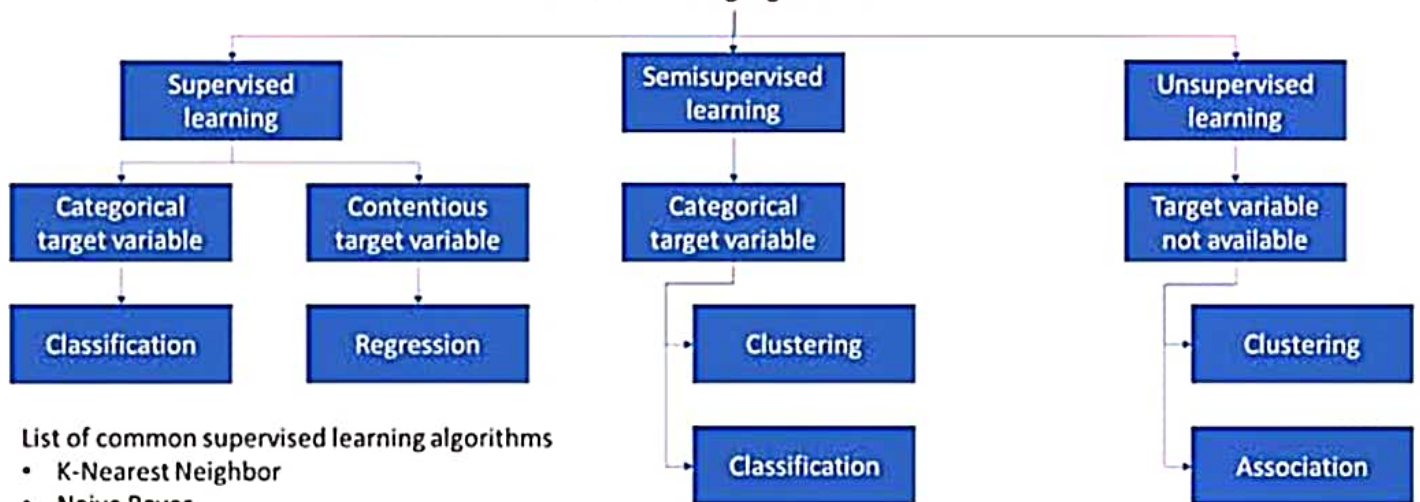 Supervised
learning
Semisupervised
learning
Unsupervised
learning
Categorical
target variable
Contentious
target variable
Categorical
target variable
Target variable
not available
Classification
Regression
Clustering
Clustering
List of common supervised learning algorithms
• K-Nearest Neighbor
Classification
Association